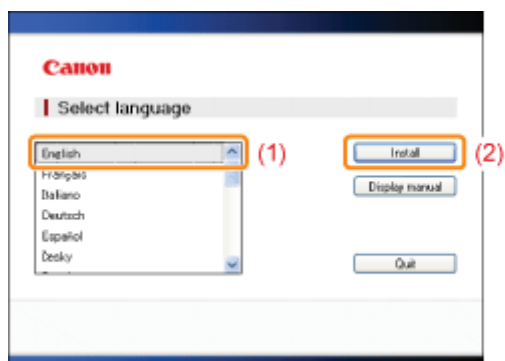 Canon
Select language
English
(1)
Install
(2)
Français
Display manual
Italiano
Deutsch
Español
Česky
Quit